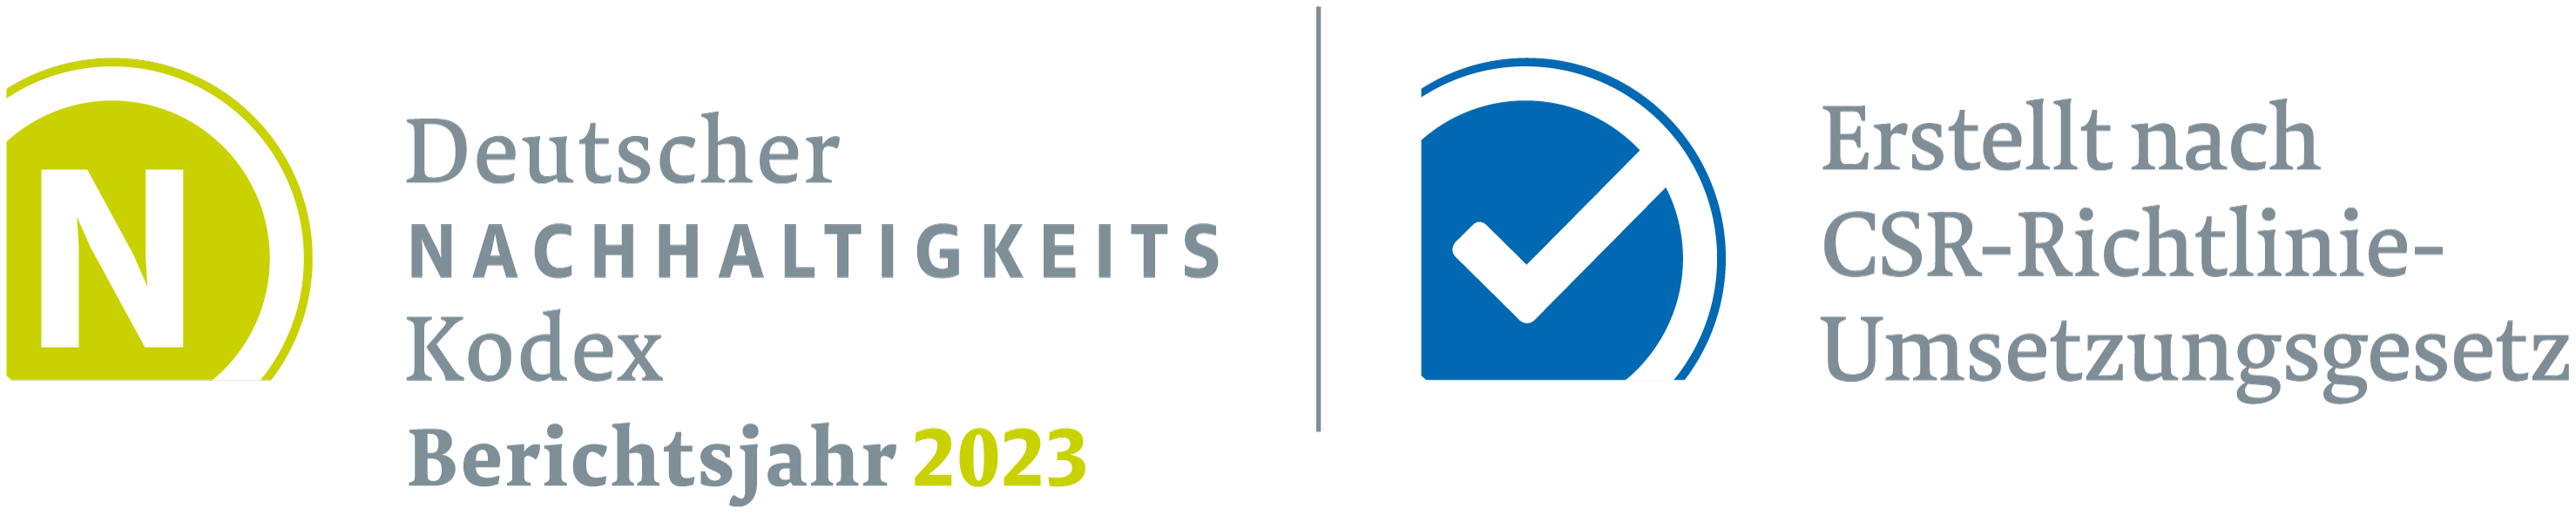 N
Deutscher
NACHHALTIGKEITS
Kodex
Berichtsjahr 2023
Erstellt nach
CSR-Richtlinie-
Umsetzungsgesetz